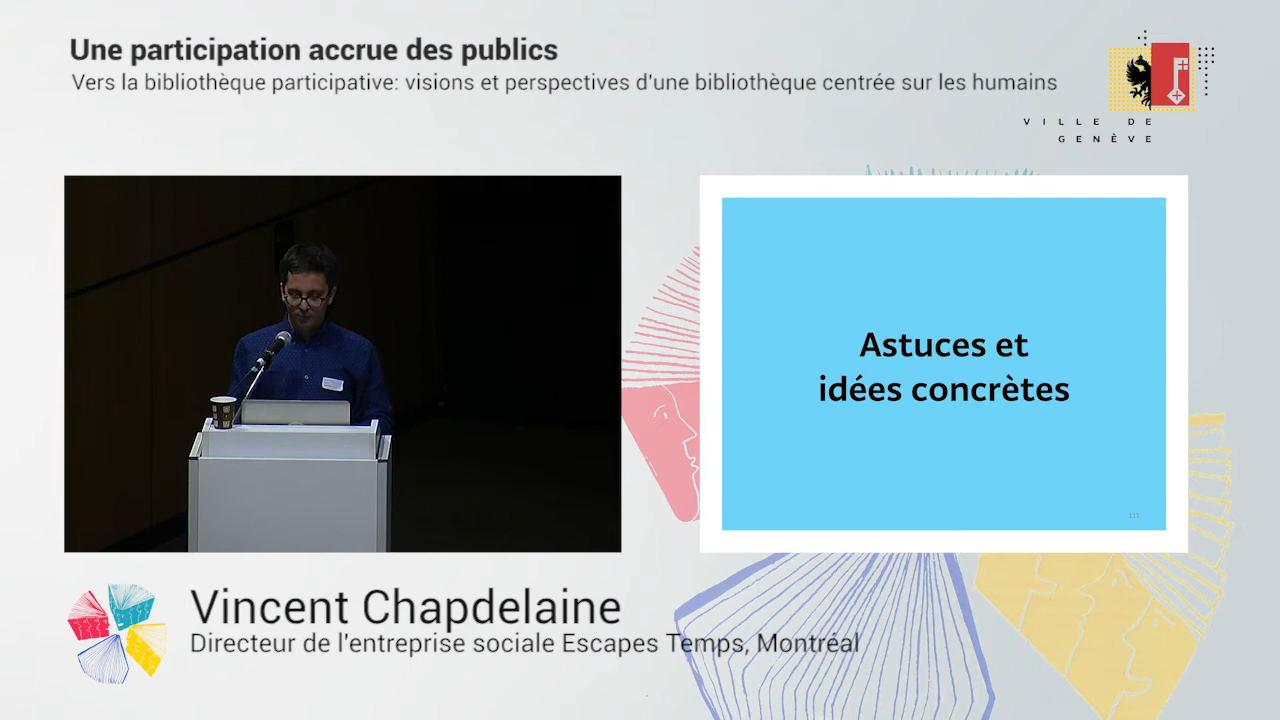 Une participation accrue des publics
Vers la bibliothèque participative: visions et perspectives d'une bibliothèque centrée sur les humains
VILLE DE
GENÈVE
Astuces et
idées concrètes
111
Vincent Chapdelaine
Directeur de l'entreprise sociale Escapes Temps, Montréal